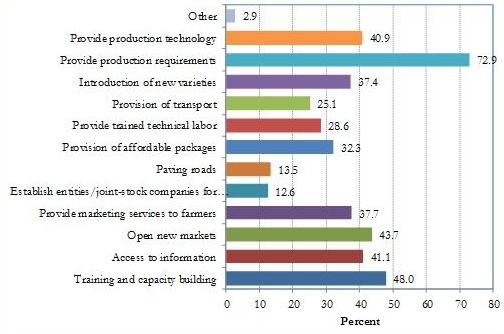 Other 2.9
Provide production technology 40.9
Provide production requirements 72.9
Introduction of new varieties 37.4
Provision of transport 25.1
Provide trained technical labor 28.6
Provision of affordable packages 32.3
Paving roads 13.5
Establish entities/joint-stock companies for... 12.6
Provide marketing services to farmers 37.7
Open new markets 43.7
Access to information 41.1
Training and capacity building 48.0
0 10 20 30 40 50 60 70 80
Percent